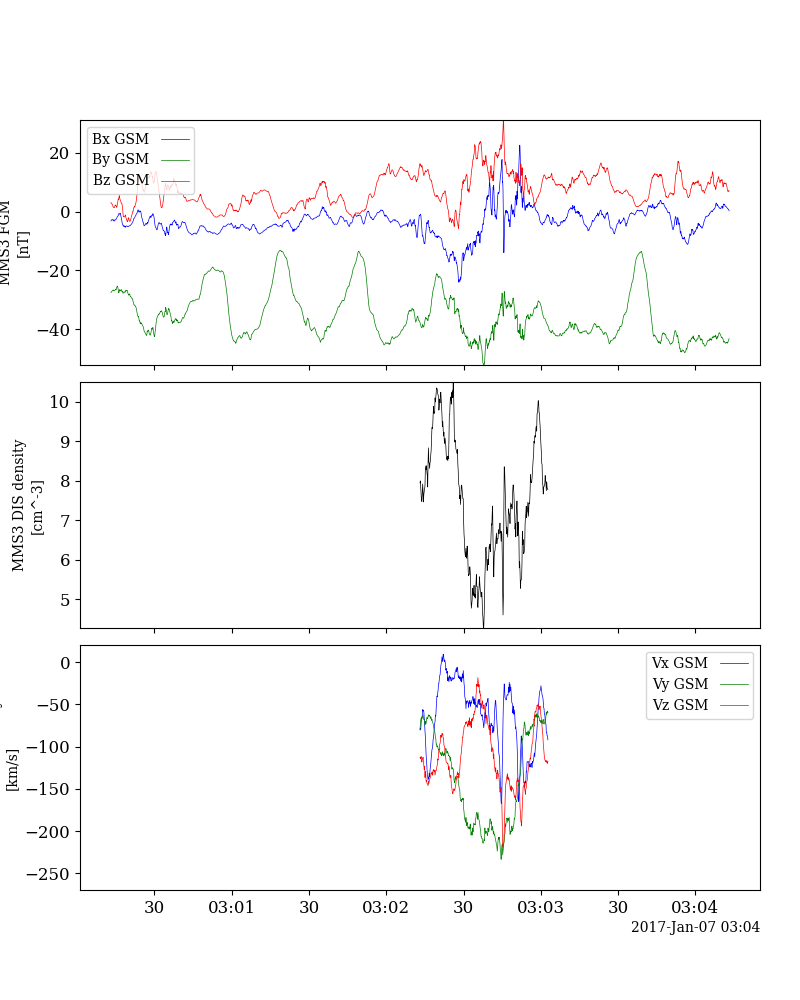 Bx GSM
By GSM
Bz GSM
20
0
−20
−40
MMS3 FGM
[nT]
10
9
8
7
6
5
MMS3 DIS density
[cm^-3]
Vx GSM
Vy GSM
Vz GSM
0
−50
−100
−150
−200
−250
[km/s]
30 03:01 30 03:02 30 03:03 30 03:04
2017-Jan-07 03:04